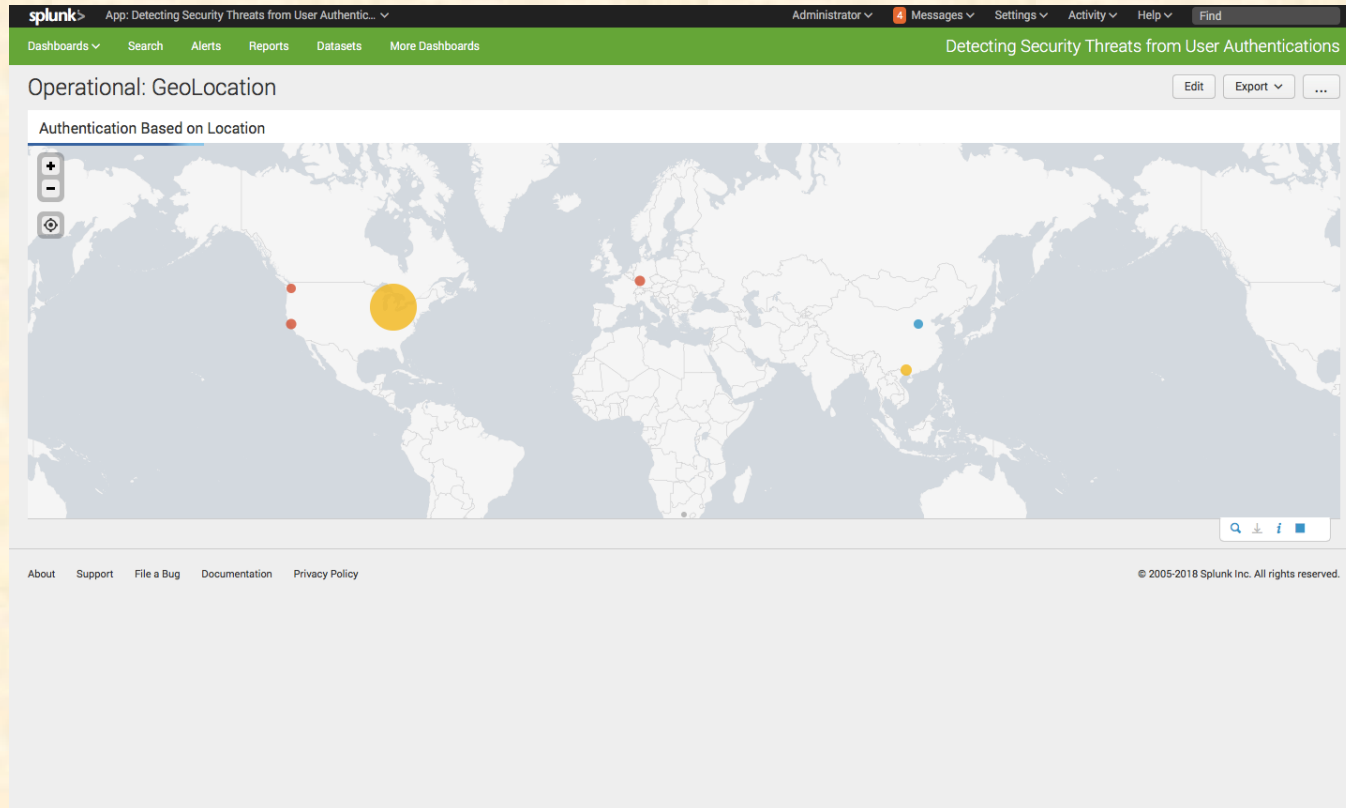 splunk> App: Detecting Security Threats from User Authentic... Administrator 4 Messages Settings Activity Help Find
Dashboards Search Alerts Reports Datasets More Dashboards Detecting Security Threats from User Authentications
Operational: GeoLocation Edit Export ...
Authentication Based on Location
+
-
i
About Support File a Bug Documentation Privacy Policy © 2005-2018 Splunk Inc. All rights reserved.